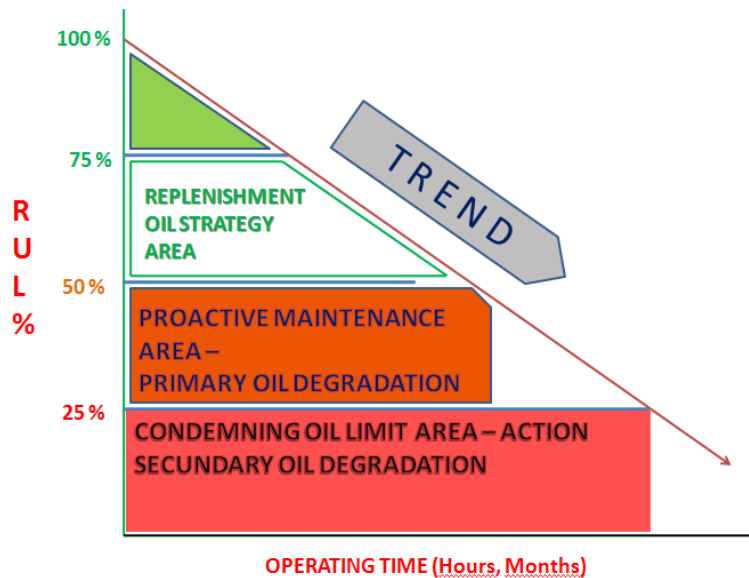 100 %
75 %
REPLENISHMENT
OIL STRATEGY
AREA
TREND
RUL%
50 %
PROACTIVE MAINTENANCE
AREA –
PRIMARY OIL DEGRADATION
25 %
CONDEMNING OIL LIMIT AREA – ACTION
SECUNDARY OIL DEGRADATION
OPERATING TIME (Hours, Months)